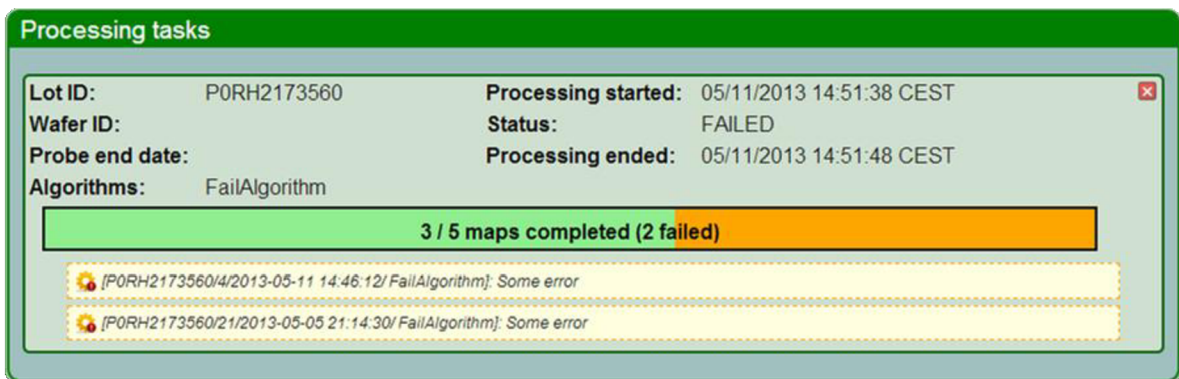 Processing tasks
Lot ID: P0RH2173560 Processing started: 05/11/2013 14:51:38 CEST
Wafer ID: Status: FAILED
Probe end date: Processing ended: 05/11/2013 14:51:48 CEST
Algorithms: FailAlgorithm
3 / 5 maps completed (2 failed)
[P0RH2173560/4/2013-05-11 14:46:12/ FailAlgorithm]: Some error
[P0RH2173560/21/2013-05-05 21:14:30/ FailAlgorithm]: Some error